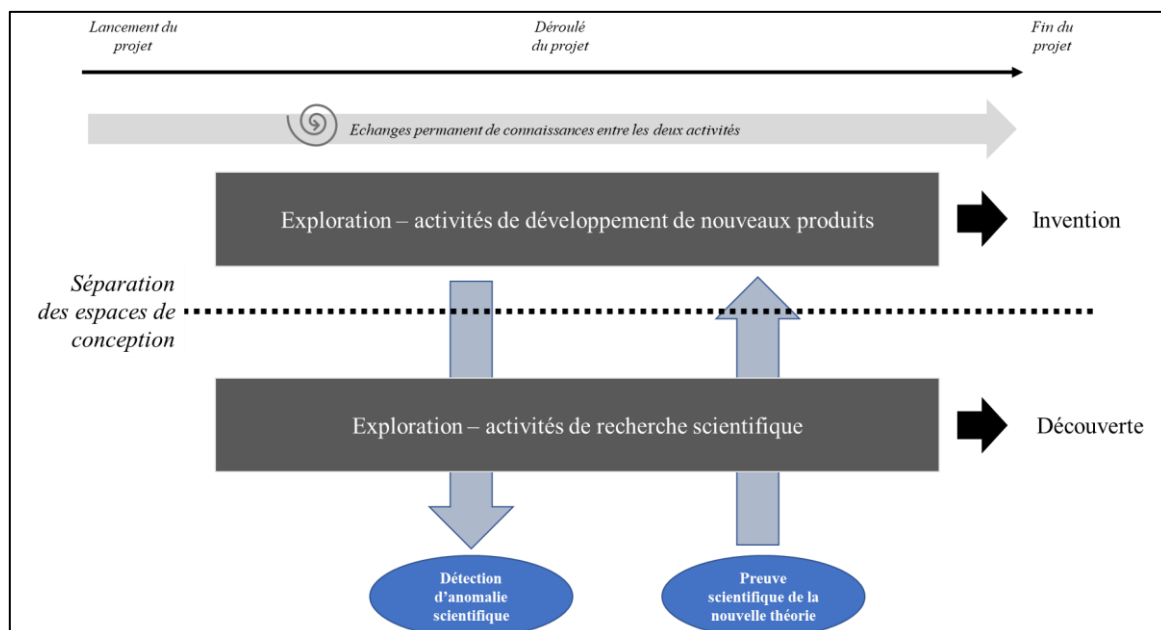 Lancement du
projet
Déroulé
du projet
Fin du
projet
Echanges permanent de connaissances entre les deux activités
Exploration – activités de développement de nouveaux produits
Invention
Séparation
des espaces de
conception
Exploration – activités de recherche scientifique
Découverte
Détection
d'anomalie
scientifique
Preuve
scientifique de la
nouvelle théorie